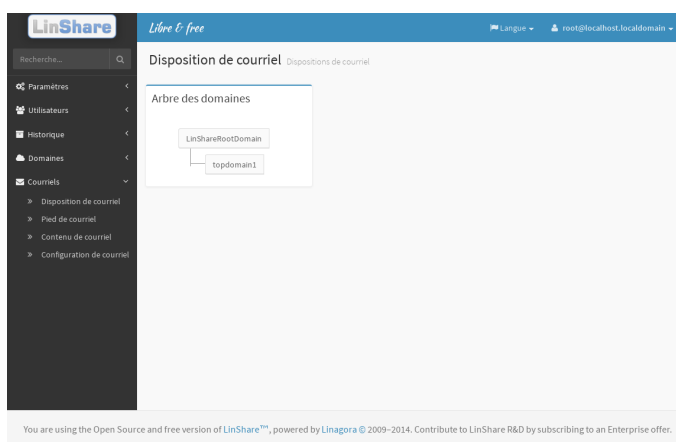 LinShare
Libre & free
Langue
root@localhost.localdomain
Recherche...
Disposition de courriel Dispositions de courriel
Paramètres
Utilisateurs
Historique
Domaines
Courriels
Disposition de courriel
Pied de courriel
Contenu de courriel
Configuration de courriel
Arbre des domaines
LinShareRootDomain
topdomain1
You are using the Open Source and free version of LinShare™, powered by Linagora © 2009–2014. Contribute to LinShare R&D by subscribing to an Enterprise offer.